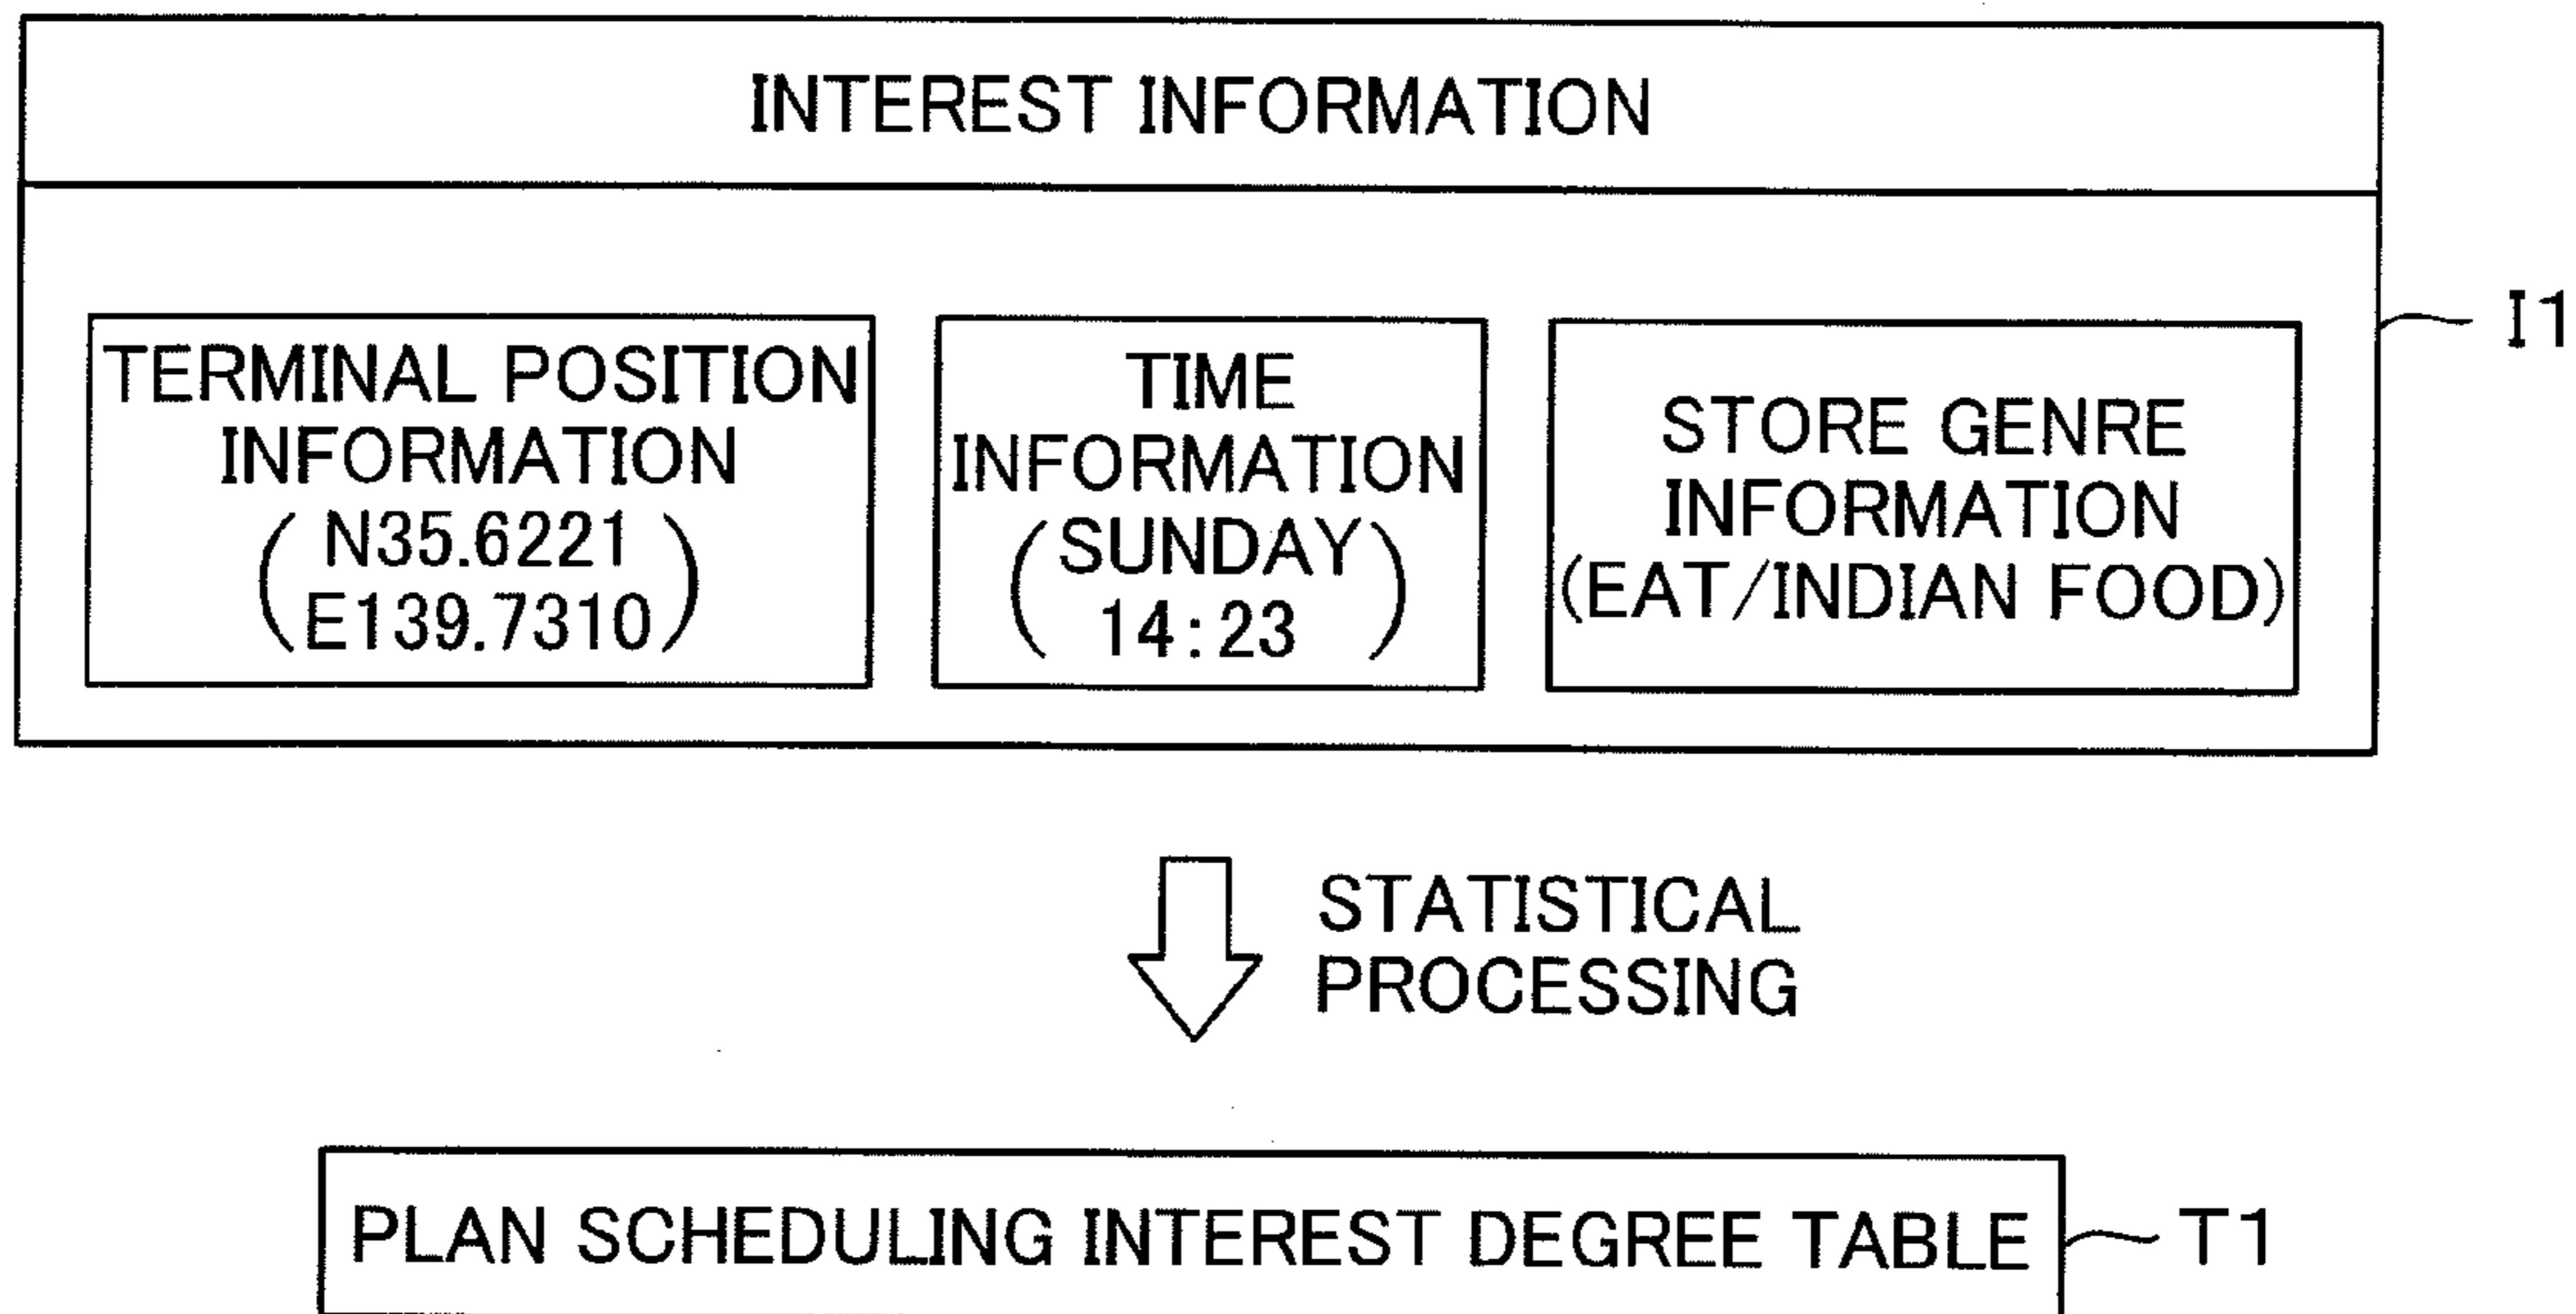 INTEREST INFORMATION
TERMINAL POSITION
INFORMATION
(N35.6221
E139.7310)
TIME
INFORMATION
(SUNDAY
14:23)
STORE GENRE
INFORMATION
(EAT/INDIAN FOOD)
I1
STATISTICAL
PROCESSING
PLAN SCHEDULING INTEREST DEGREE TABLE
T1